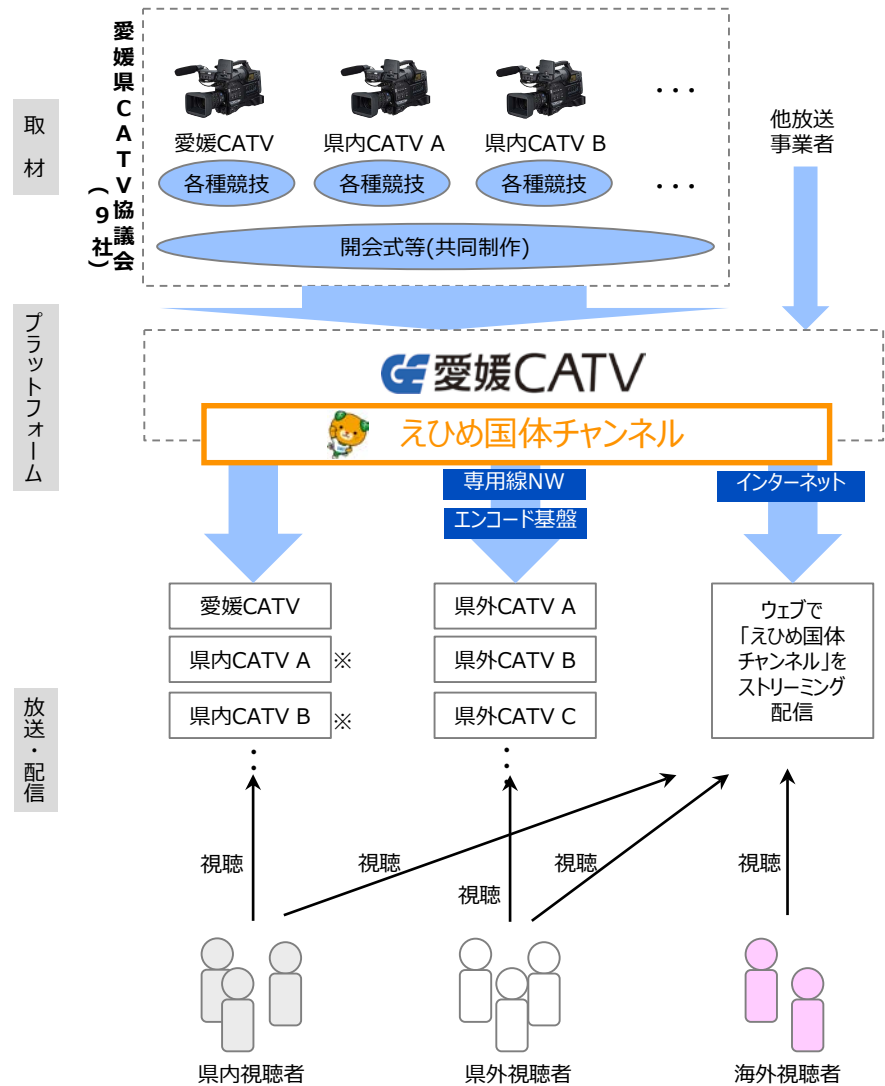 愛媛県CATV協議会
(9社)
取材
愛媛CATV
県内CATV A
県内CATV B
・・・
各種競技
各種競技
各種競技
・・・
開会式等(共同制作)
他放送
事業者
プラットフォーム
愛媛CATV
えひめ国体チャンネル
専用線NW
エンコード基盤
インターネット
放送・配信
愛媛CATV
県内CATV A
※
県内CATV B
※
県外CATV A
県外CATV B
県外CATV C
ウェブで
「えひめ国体
チャンネル」を
ストリーミング
配信
視聴
視聴
視聴
視聴
視聴
県内視聴者
県外視聴者
海外視聴者